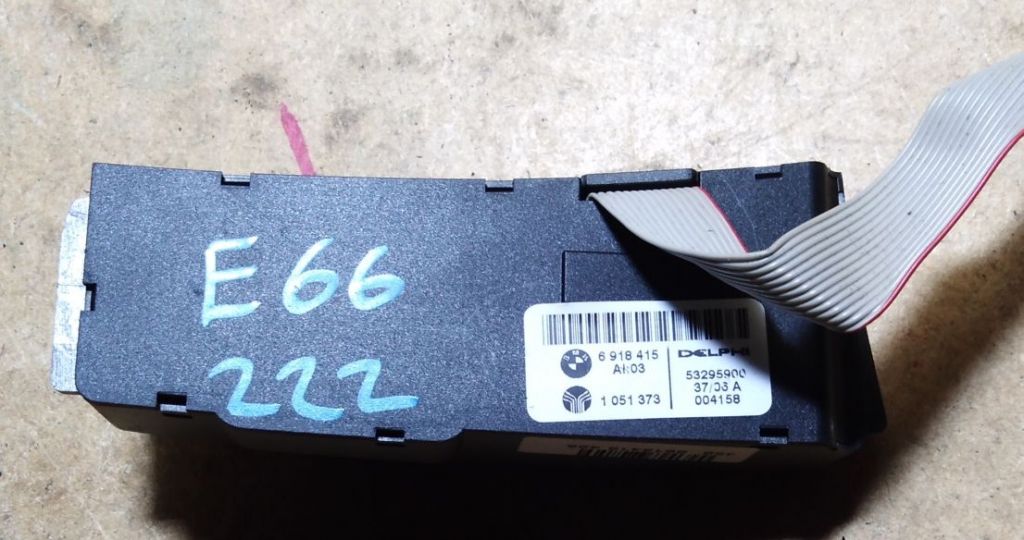 E66
222
6 918 415
AI:03
1 051 373
DELPHI
53295900
37/03 A
004158